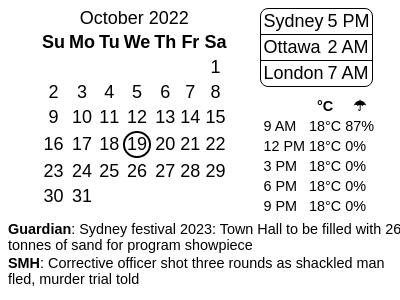 October 2022
Su Mo Tu We Th Fr Sa
1
2 3 4 5 6 7 8
9 10 11 12 13 14 15
16 17 18 19 20 21 22
23 24 25 26 27 28 29
30 31
Sydney 5 PM
Ottawa 2 AM
London 7 AM
°C ☂
9 AM 18°C 87%
12 PM 18°C 0%
3 PM 18°C 0%
6 PM 18°C 0%
9 PM 18°C 0%
Guardian: Sydney festival 2023: Town Hall to be filled with 26
tonnes of sand for program showpiece
SMH: Corrective officer shot three rounds as shackled man
fled, murder trial told